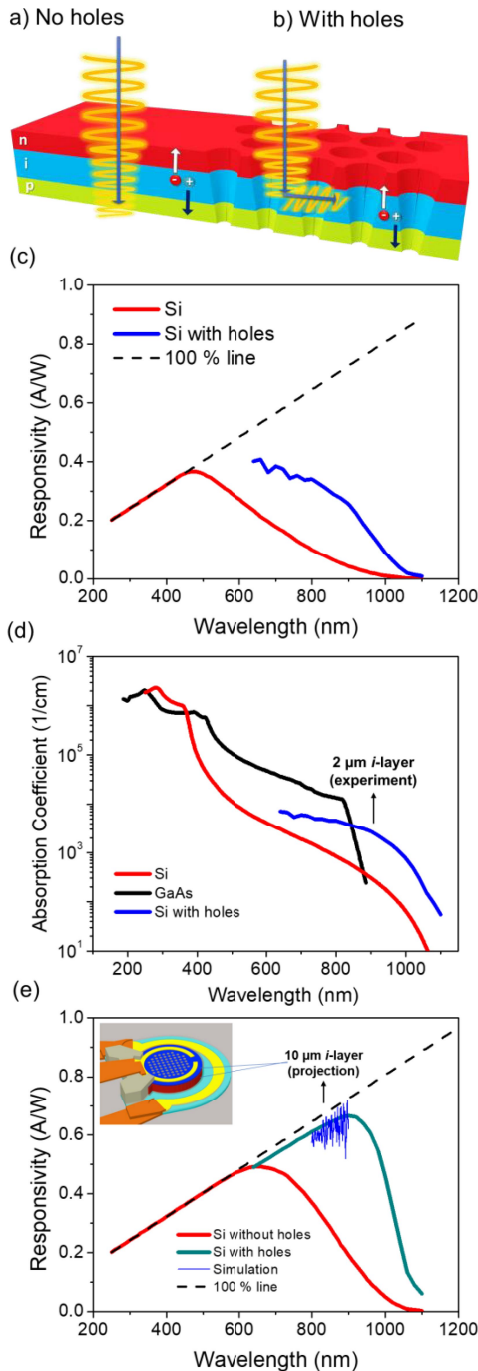 a) No holes
b) With holes
n
i
p
- +
- +
(c)
1.0
0.8
0.6
0.4
0.2
0.0
Responsivity (A/W)
Si
Si with holes
100 % line
200 400 600 800 1000 1200
Wavelength (nm)
(d)
10^7
10^5
10^3
10^1
Absorption Coefficient (1/cm)
2 µm i-layer
(experiment)
Si
GaAs
Si with holes
200 400 600 800 1000
Wavelength (nm)
(e)
1.0
0.8
0.6
0.4
0.2
0.0
Responsivity (A/W)
10 µm i-layer
(projection)
Si without holes
Si with holes
Simulation
100 % line
200 400 600 800 1000 1200
Wavelength (nm)